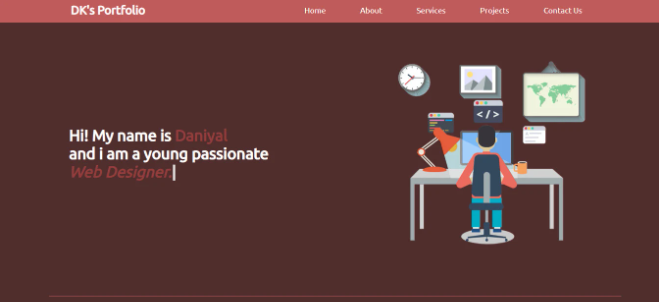 DK's Portfolio
Home About Services Projects Contact Us
</>
Hi! My name is Daniyal
and i am a young passionate
Web Designer.|